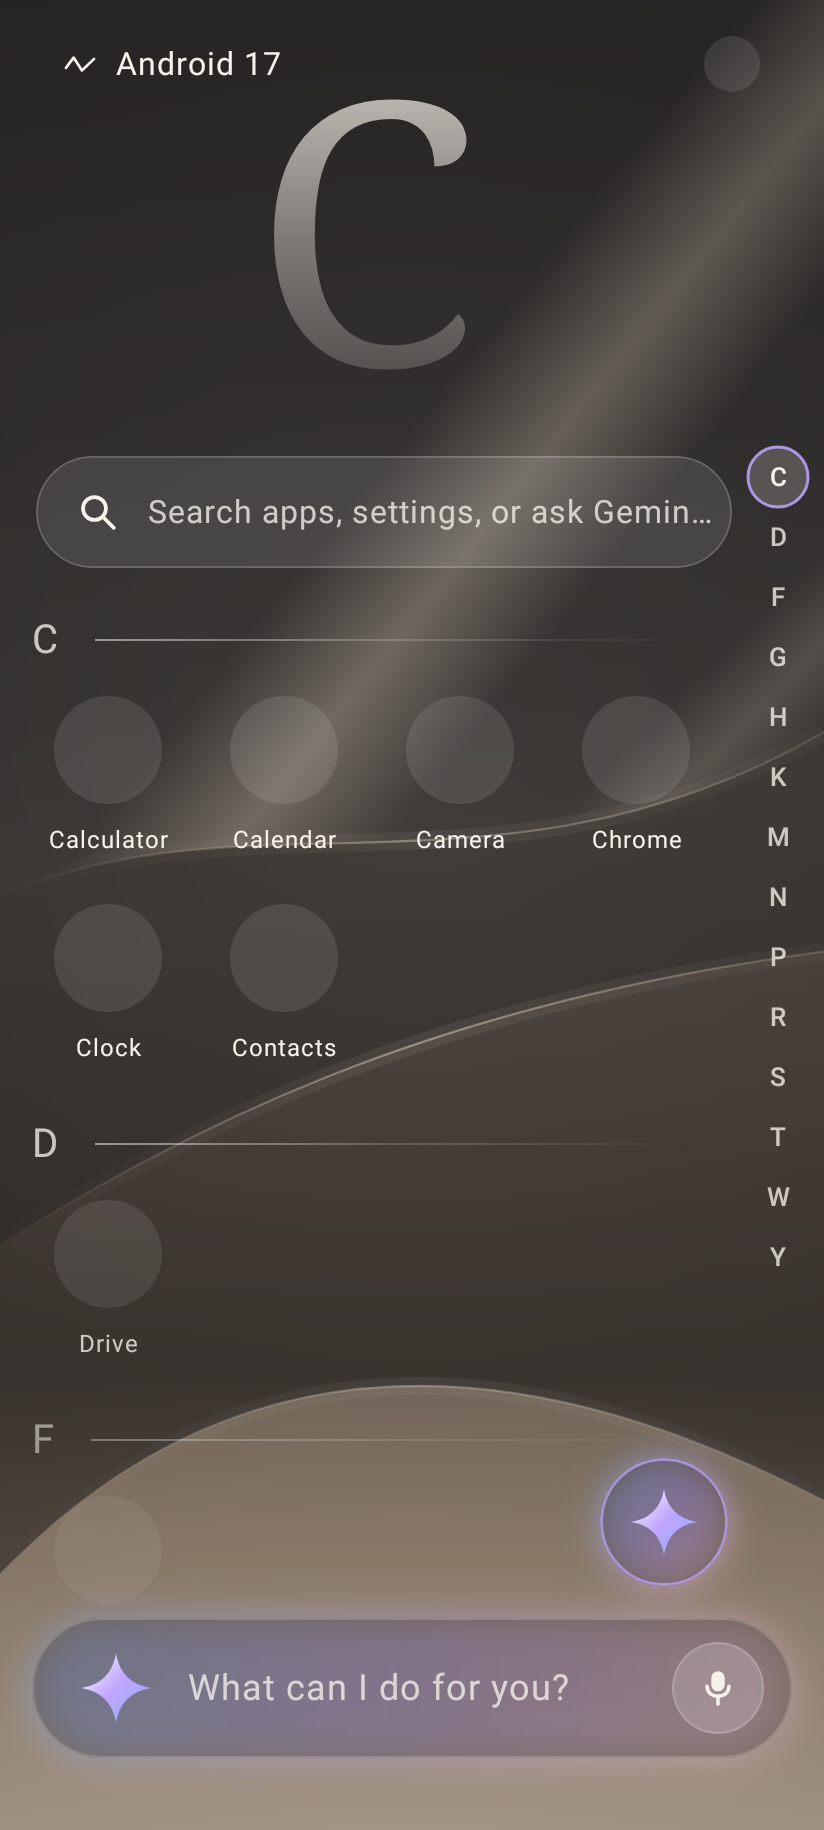 Android 17
C
Search apps, settings, or ask Gemin…
C
Calculator
Calendar
Camera
Chrome
Clock
Contacts
D
Drive
F
What can I do for you?
C
D
F
G
H
K
M
N
P
R
S
T
W
Y